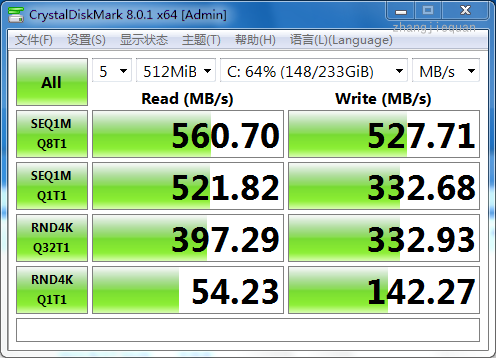 CrystalDiskMark 8.0.1 x64 [Admin]
zhangjiequan
文件(F) 设置(S) 显示状态 主题(T) 帮助(H) 语言(L)(Language)
All 5 512MiB C: 64% (148/233GiB) MB/s
Read (MB/s) Write (MB/s)
SEQ1M
Q8T1 560.70 527.71
SEQ1M
Q1T1 521.82 332.68
RND4K
Q32T1 397.29 332.93
RND4K
Q1T1 54.23 142.27